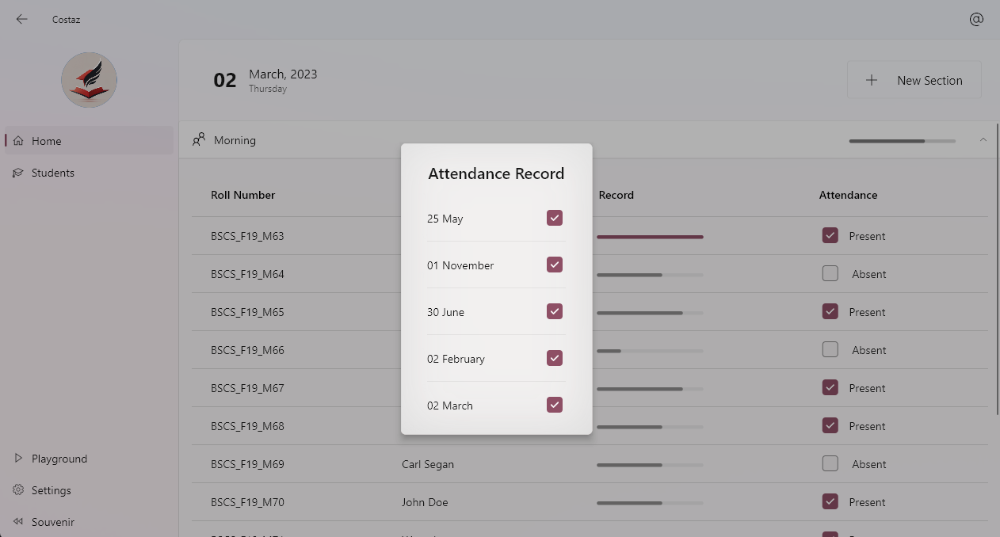 Costaz
02
March, 2023
Thursday
New Section
Home
Students
Playground
Settings
Souvenir
Morning
Roll Number Record Attendance
BSCS_F19_M63 Present
BSCS_F19_M64 Absent
BSCS_F19_M65 Present
BSCS_F19_M66 Absent
BSCS_F19_M67 Present
BSCS_F19_M68 Present
BSCS_F19_M69 Carl Segan Absent
BSCS_F19_M70 John Doe Present
Attendance Record
25 May
01 November
30 June
02 February
02 March